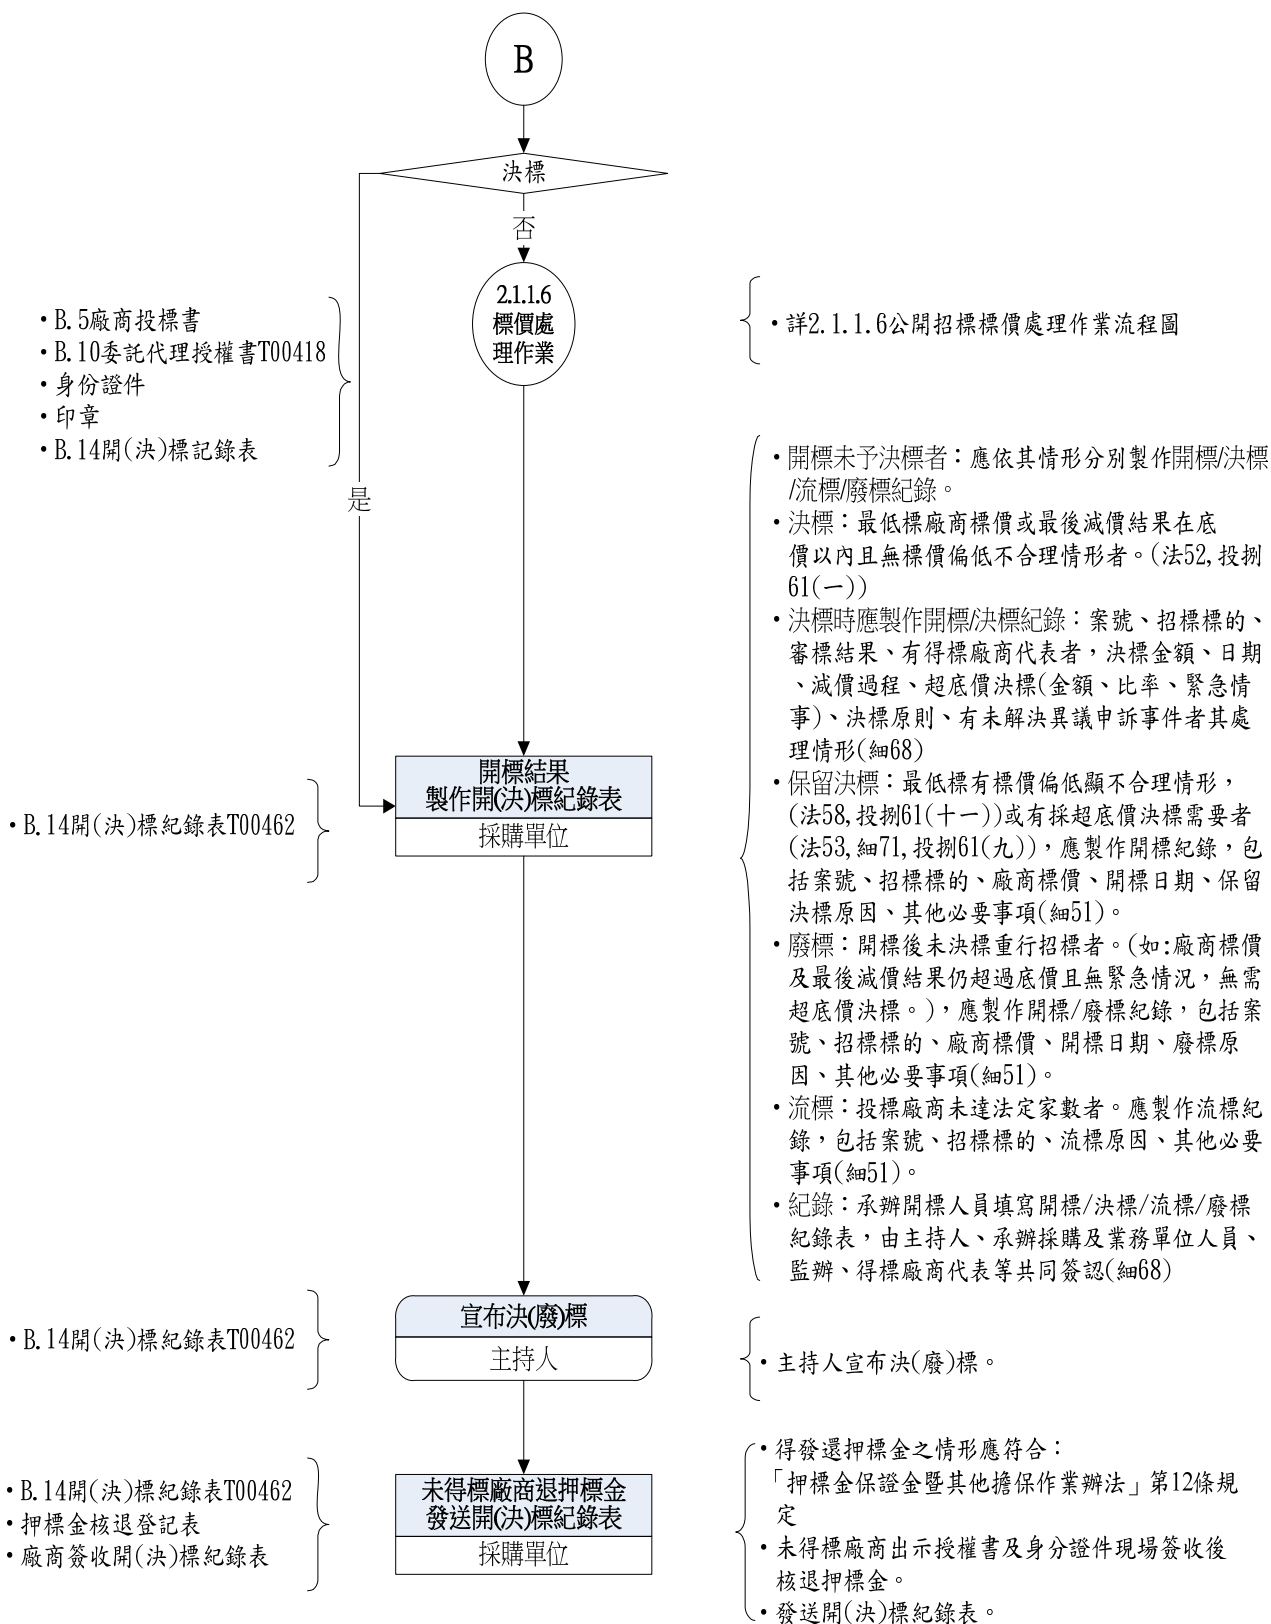 B
決標
否
2.1.1.6
標價處
理作業
• B.5廠商投標書
• B.10委託代理授權書T00418
• 身份證件
• 印章
• B.14開(決)標記錄表
是
• 詳2.1.1.6公開招標標價處理作業流程圖
• 開標未予決標者：應依其情形分別製作開標/決標
/流標/廢標紀錄。
• 決標：最低標廠商標價或最後減價結果在底
價以內且無標價偏低不合理情形者。(法52,投捌
61(一))
• 決標時應製作開標/決標紀錄：案號、招標標的、
審標結果、有得標廠商代表者，決標金額、日期
、減價過程、超底價決標(金額、比率、緊急情
事)、決標原則、有未解決異議申訴事件者其處
理情形(細68)
• 保留決標：最低標有標價偏低顯不合理情形，
(法58,投捌61(十一))或有採超底價決標需要者
(法53,細71,投捌61(九))，應製作開標紀錄，包
括案號、招標標的、廠商標價、開標日期、保留
決標原因、其他必要事項(細51)。
• 廢標：開標後未決標重行招標者。(如:廠商標價
及最後減價結果仍超過底價且無緊急情況，無需
超底價決標。)，應製作開標/廢標紀錄，包括案
號、招標標的、廠商標價、開標日期、廢標原
因、其他必要事項(細51)。
• 流標：投標廠商未達法定家數者。應製作流標紀
錄，包括案號、招標標的、流標原因、其他必要
事項(細51)。
• 紀錄：承辦開標人員填寫開標/決標/流標/廢標
紀錄表，由主持人、承辦採購及業務單位人員、
監辦、得標廠商代表等共同簽認(細68)
開標結果
製作開(決)標紀錄表
採購單位
• B.14開(決)標紀錄表T00462
宣布決(廢)標
主持人
• B.14開(決)標紀錄表T00462
• 主持人宣布決(廢)標。
未得標廠商退押標金
發送開(決)標紀錄表
採購單位
• B.14開(決)標紀錄表T00462
• 押標金核退登記表
• 廠商簽收開(決)標紀錄表
• 得發還押標金之情形應符合：
「押標金保證金暨其他擔保作業辦法」第12條規
定
• 未得標廠商出示授權書及身分證件現場簽收後
核退押標金。
• 發送開(決)標紀錄表。